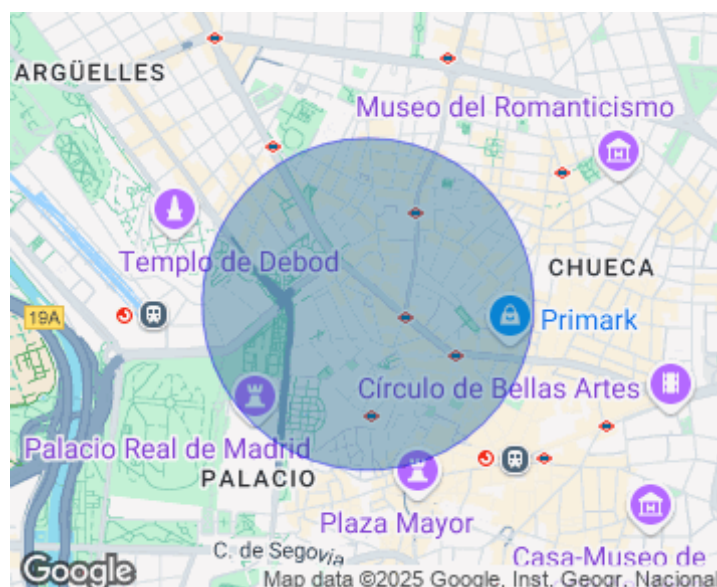 ARGÜELLES
Museo del Romanticismo
Templo de Debod
CHUECA
19A
Primark
Círculo de Bellas Artes
Palacio Real de Madrid
PALACIO
Plaza Mayor
C. de Segovia
Casa-Museo de
Google
Map data ©2025 Google, Inst. Geogr. Nacional